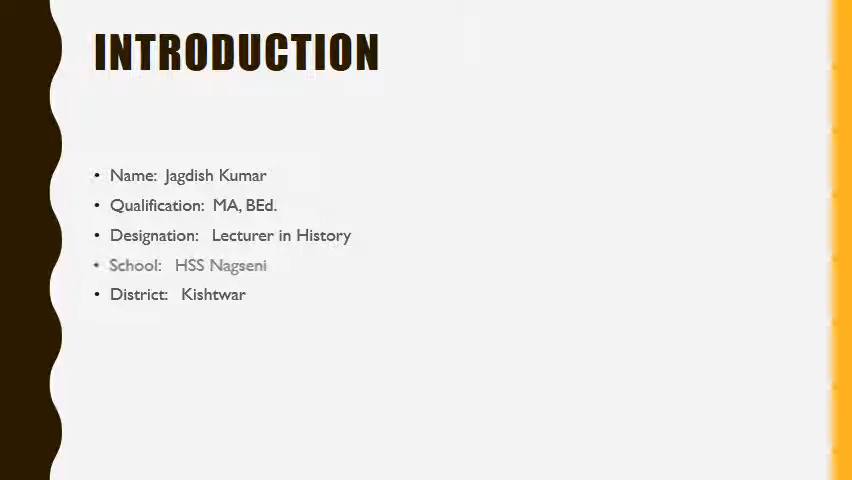 INTRODUCTION
• Name: Jagdish Kumar
• Qualification: MA, BEd.
• Designation: Lecturer in History
• School: HSS Nagseni
• District: Kishtwar